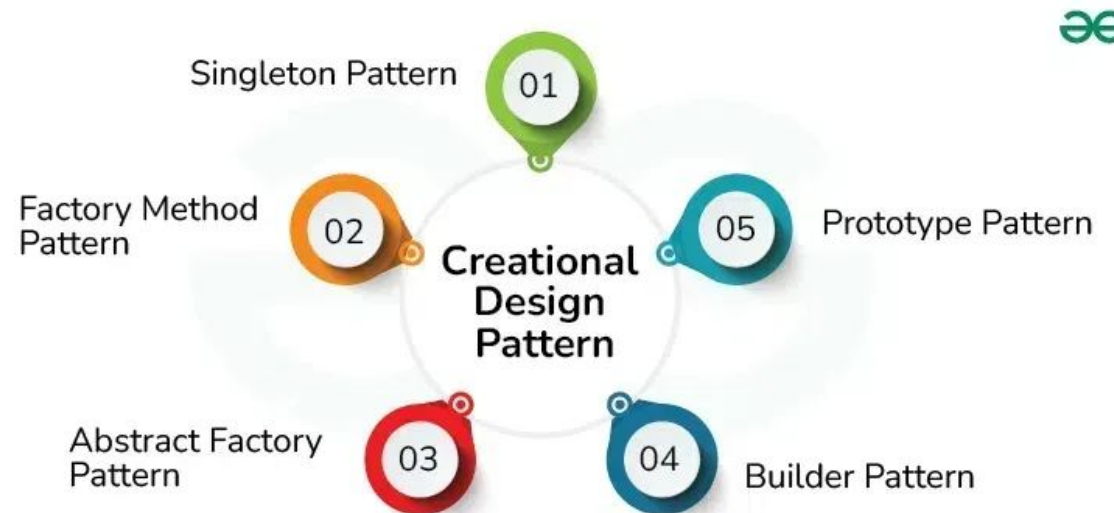 Singleton Pattern
01
Factory Method
Pattern
02
05
Prototype Pattern
Creational
Design
Pattern
Abstract Factory
Pattern
03
04
Builder Pattern